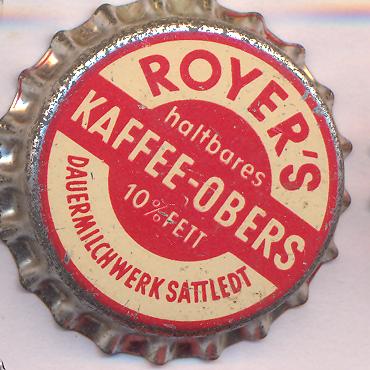 ROYER'S
haltbares
KAFFEE-OBERS
10% FETT
DAUERMILCHWERK SATTLEDT